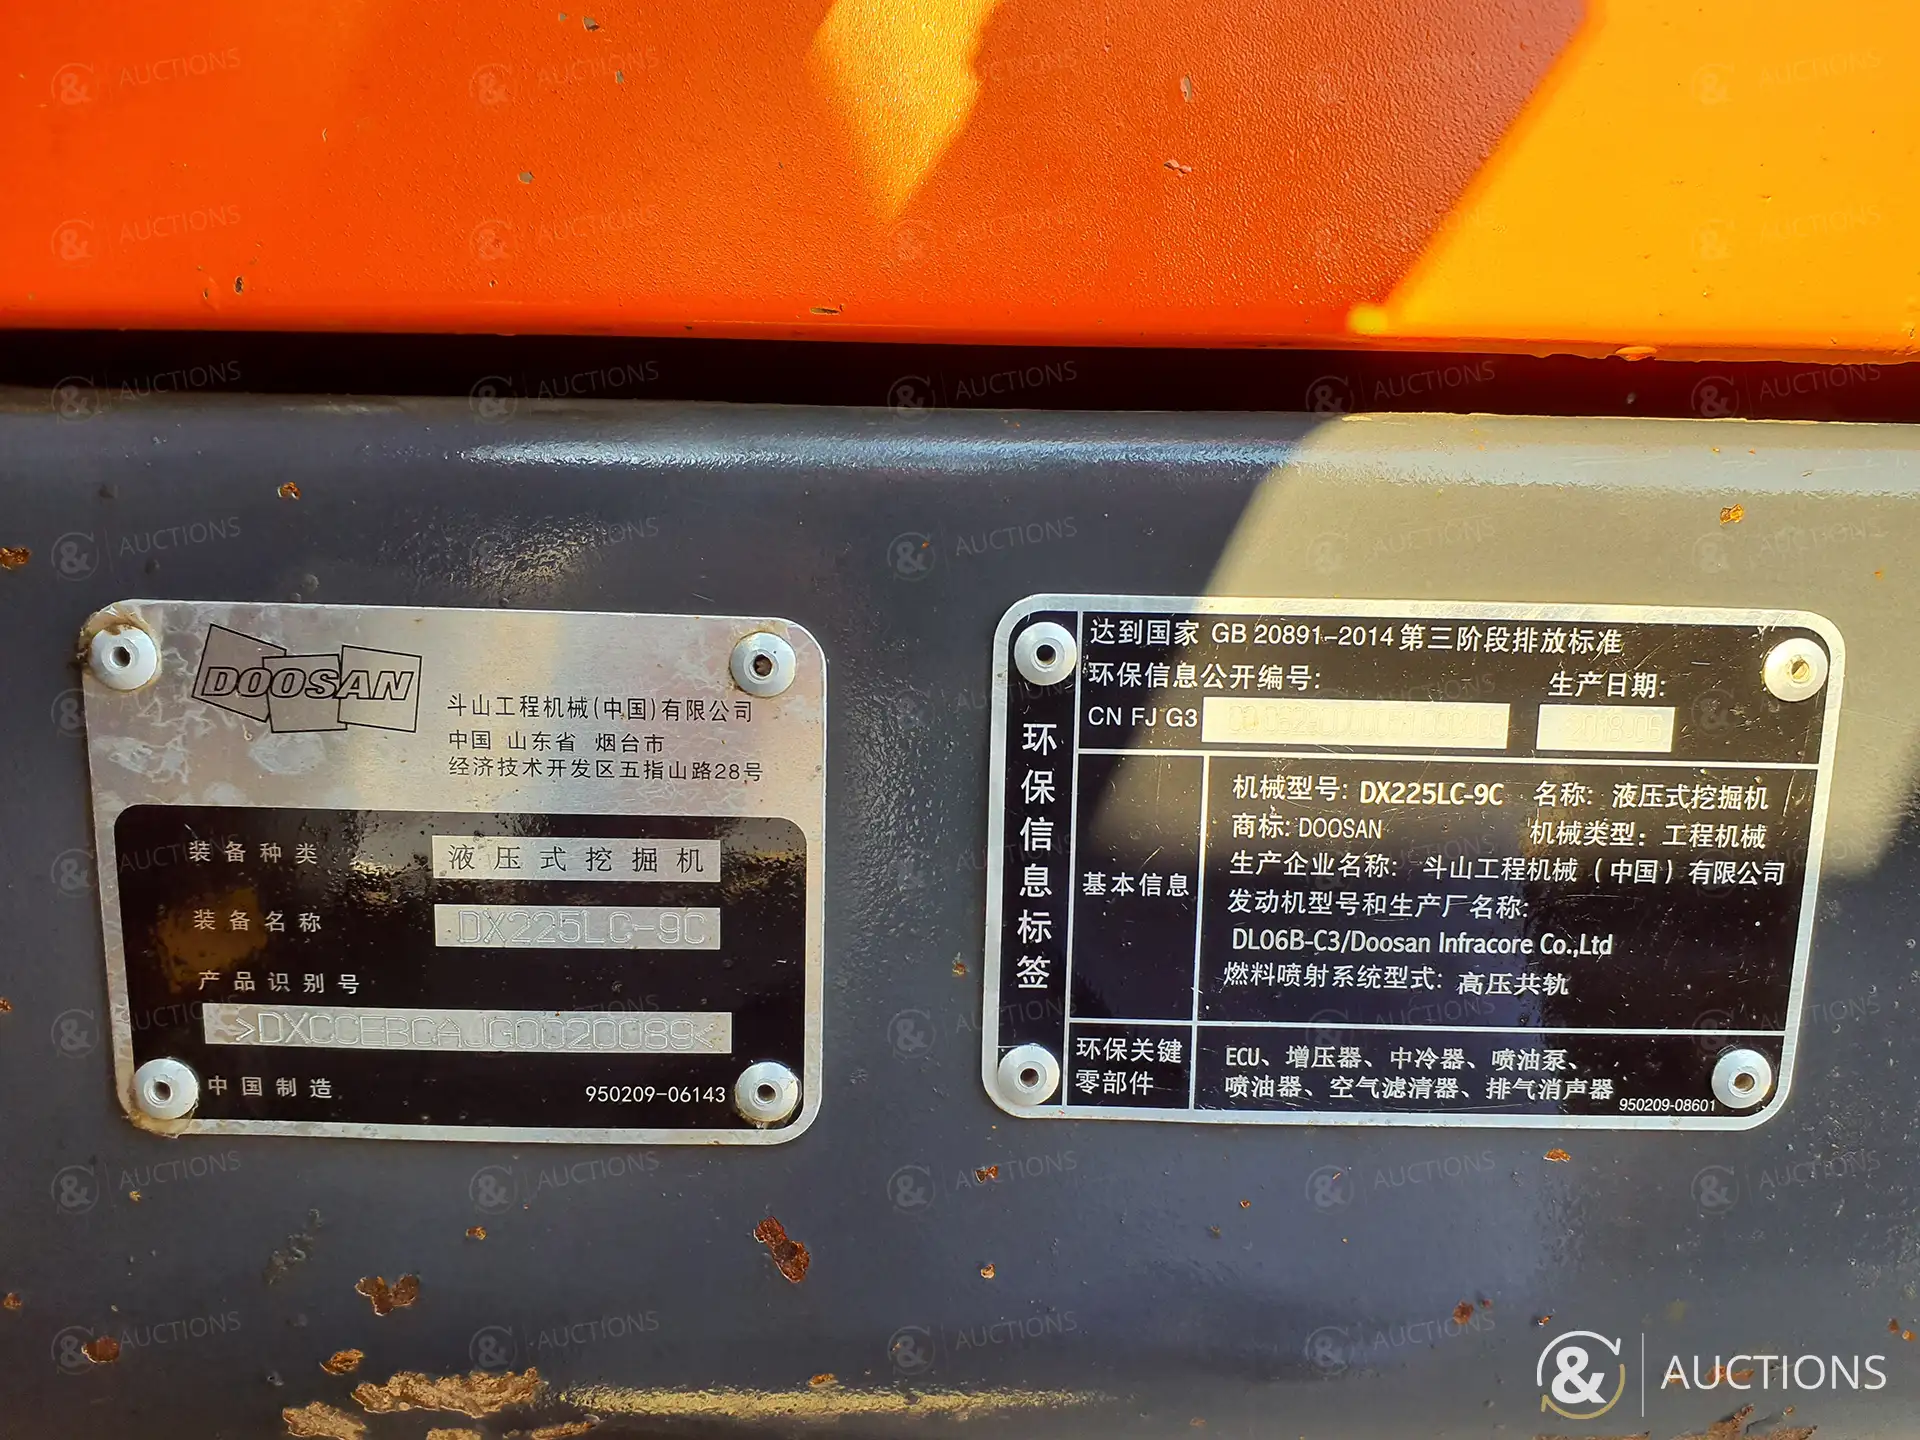 DOOSAN
斗山工程机械(中国)有限公司
中国 山东省 烟台市
经济技术开发区五指山路28号
装备种类 液压式挖掘机
装备名称 DX225LC-9C
产品识别号
>DXCCEBCAJG0020089<
中国制造 950209-06143
环保信息标签
达到国家 GB 20891-2014 第三阶段排放标准
环保信息公开编号:
生产日期:
CN FJ G3
2018.06
基本信息
机械型号: DX225LC-9C 名称: 液压式挖掘机
商标: DOOSAN 机械类型: 工程机械
生产企业名称: 斗山工程机械 (中国) 有限公司
发动机型号和生产厂名称:
DL06B-C3/Doosan Infracore Co.,Ltd
燃料喷射系统型式: 高压共轨
环保关键
零部件
ECU、增压器、中冷器、喷油泵、
喷油器、空气滤清器、排气消声器
950209-08601
& AUCTIONS